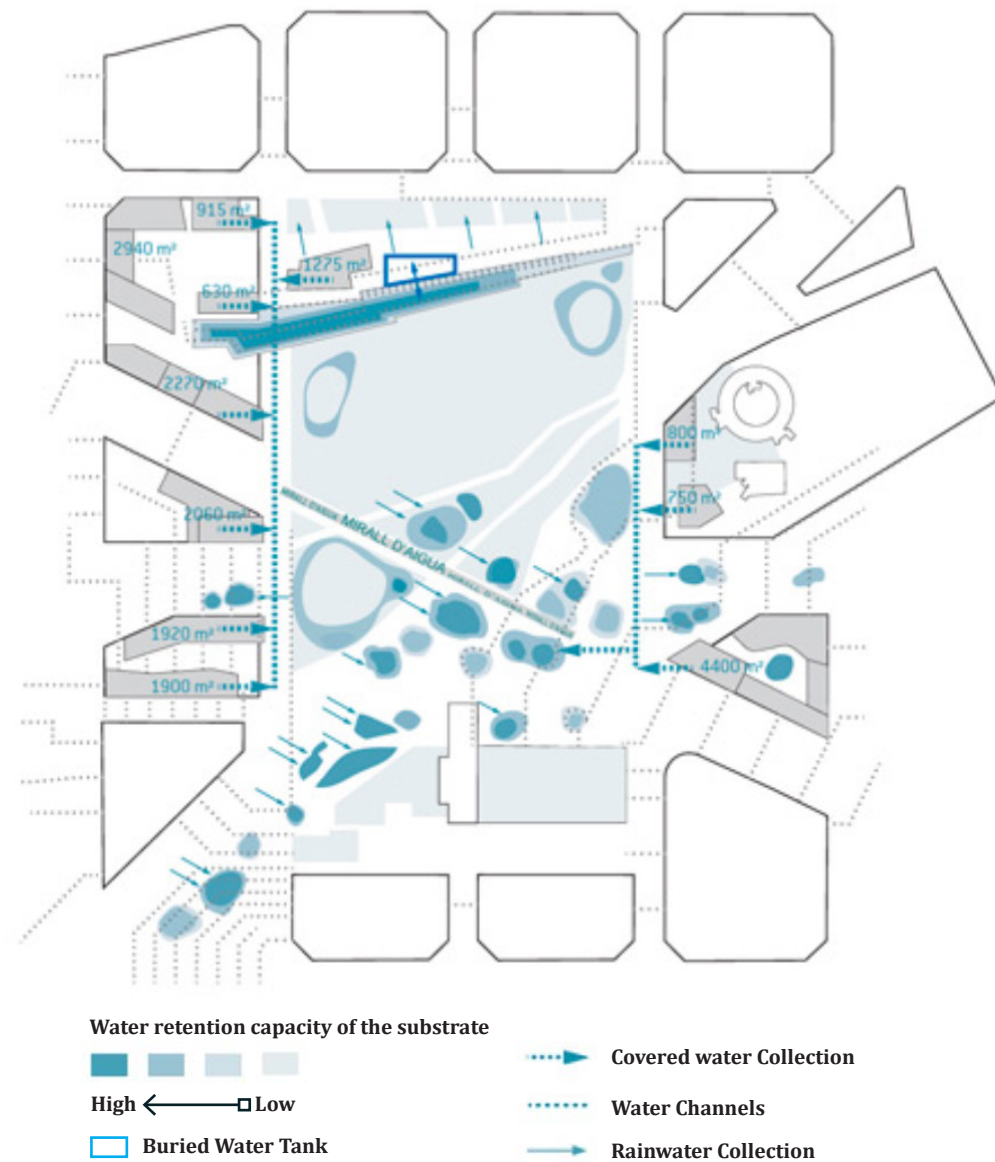 915 m²
2940 m²
1275 m²
630 m²
2270 m²
800 m²
750 m²
2060 m²
MIRALL D'AIGUA MIRALL D'AIGUA MIRALL D'AIGUA
1920 m²
4400 m²
1900 m²
Water retention capacity of the substrate
Covered water Collection
High Low
Water Channels
Buried Water Tank
Rainwater Collection